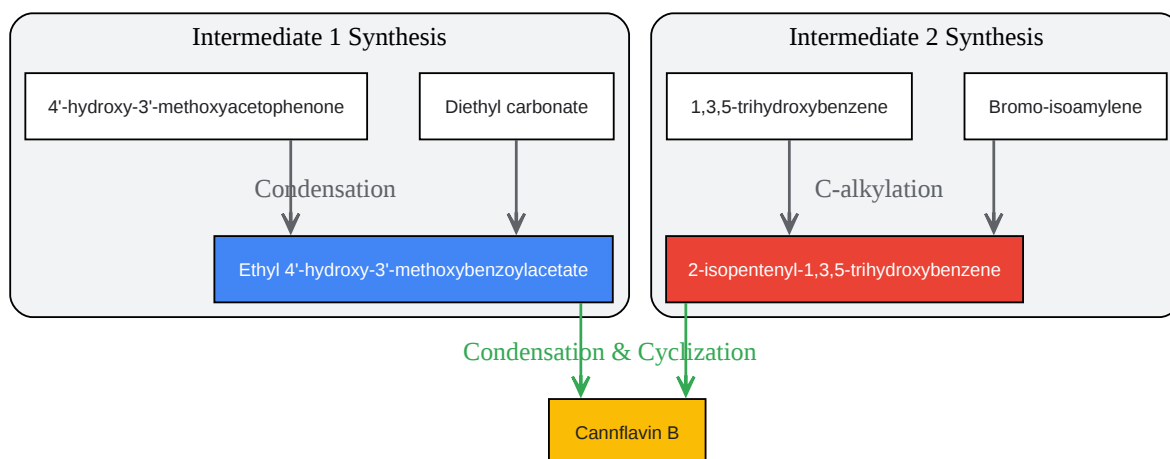 Intermediate 1 Synthesis
Intermediate 2 Synthesis
4'-hydroxy-3'-methoxyacetophenone
Diethyl carbonate
1,3,5-trihydroxybenzene
Bromo-isoamylene
Condensation
C-alkylation
Ethyl 4'-hydroxy-3'-methoxybenzoylacetate
2-isopentenyl-1,3,5-trihydroxybenzene
Condensation & Cyclization
Cannflavin B